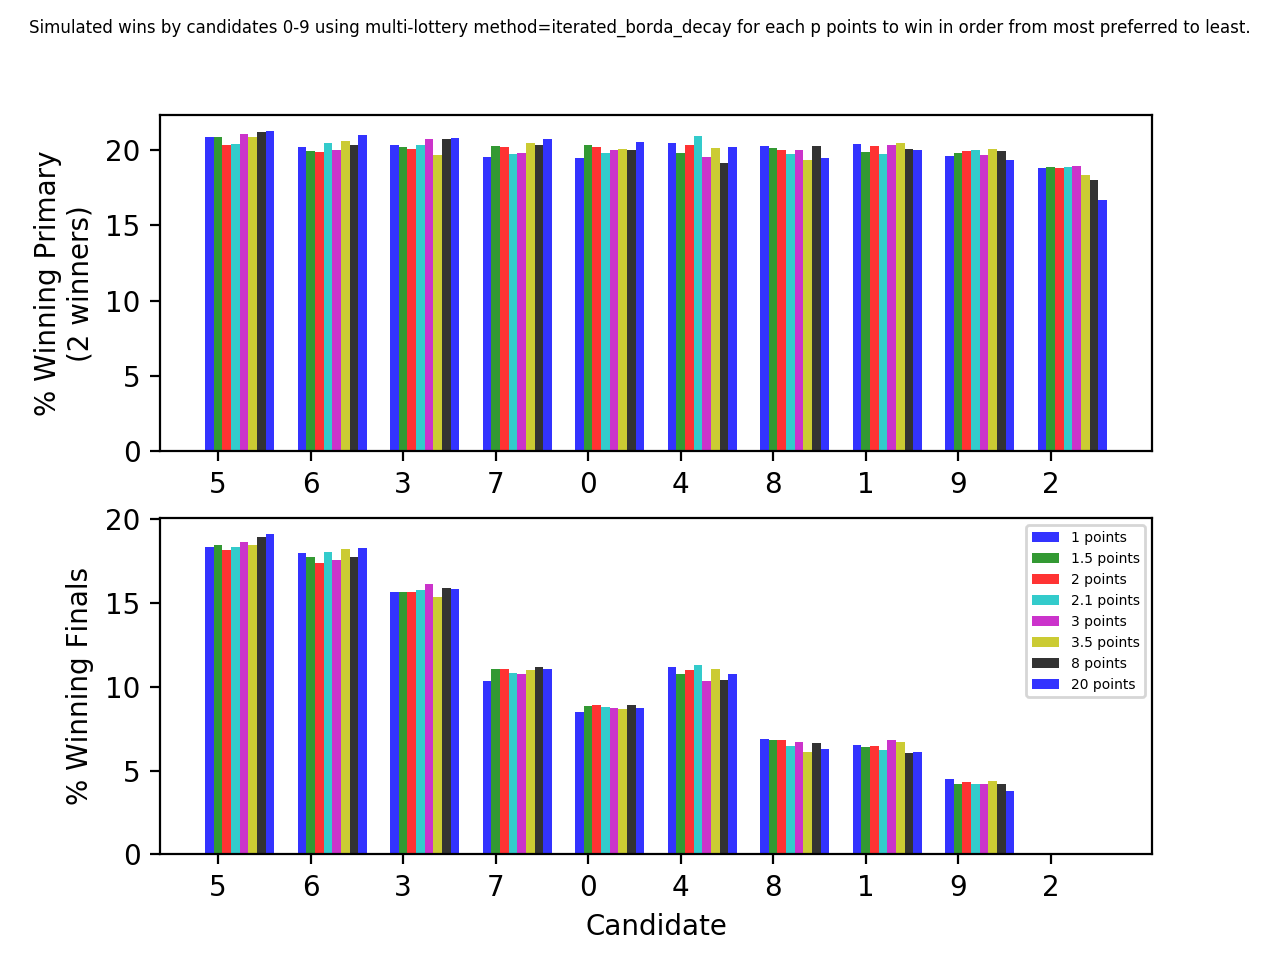 Simulated wins by candidates 0-9 using multi-lottery method=iterated_borda_decay for each p points to win in order from most preferred to least.
% Winning Primary
(2 winners)
20
15
10
5
0
5 6 3 7 0 4 8 1 9 2
% Winning Finals
20
15
10
5
0
1 points
1.5 points
2 points
2.1 points
3 points
3.5 points
8 points
20 points
5 6 3 7 0 4 8 1 9 2
Candidate